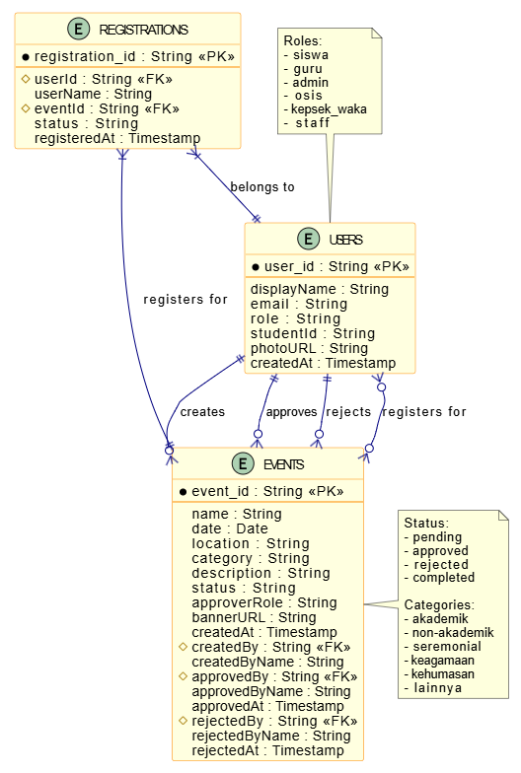 E REGISTRATIONS
registration_id : String «PK»
userId : String «FK»
userName : String
eventId : String «FK»
status : String
registeredAt : Timestamp
Roles:
- siswa
- guru
- admin
- osis
- kepsek_waka
- staff
belongs to
E USERS
user_id : String «PK»
displayName : String
email : String
role : String
studentId : String
photoURL : String
createdAt : Timestamp
registers for
creates
approves
rejects
registers for
E EVENTS
event_id : String «PK»
name : String
date : Date
location : String
category : String
description : String
status : String
approverRole : String
bannerURL : String
createdAt : Timestamp
createdBy : String «FK»
createdByName : String
approvedBy : String «FK»
approvedByName : String
approvedAt : Timestamp
rejectedBy : String «FK»
rejectedByName : String
rejectedAt : Timestamp
Status:
- pending
- approved
- rejected
- completed
Categories:
- akademik
- non-akademik
- seremonial
- keagamaan
- kehumasan
- lainnya